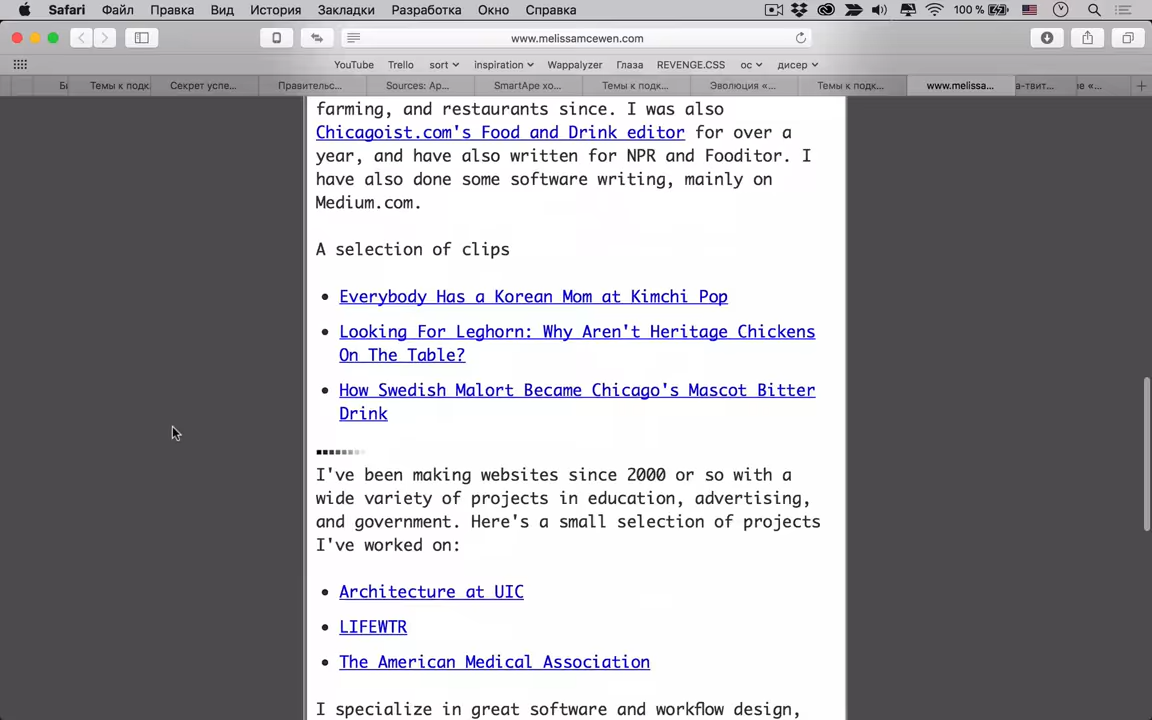 Safari Файл Правка Вид История Закладки Разработка Окно Справка 100 %
www.melissamcewen.com
YouTube Trello sort inspiration Wappalyzer Глаза REVENGE.CSS ос дисер
Темы к подк. Секрет успе... Правительс... Sources: Ap... SmartApe хо... Темы к подк... Эволюция «... Темы к подк... www.melissa... а-твит...
farming, and restaurants since. I was also
Chicagoist.com's Food and Drink editor for over a
year, and have also written for NPR and Fooditor. I
have also done some software writing, mainly on
Medium.com.
A selection of clips
Everybody Has a Korean Mom at Kimchi Pop
Looking For Leghorn: Why Aren't Heritage Chickens
On The Table?
How Swedish Malort Became Chicago's Mascot Bitter
Drink
I've been making websites since 2000 or so with a
wide variety of projects in education, advertising,
and government. Here's a small selection of projects
I've worked on:
Architecture at UIC
LIFEWTR
The American Medical Association
I specialize in great software and workflow design,